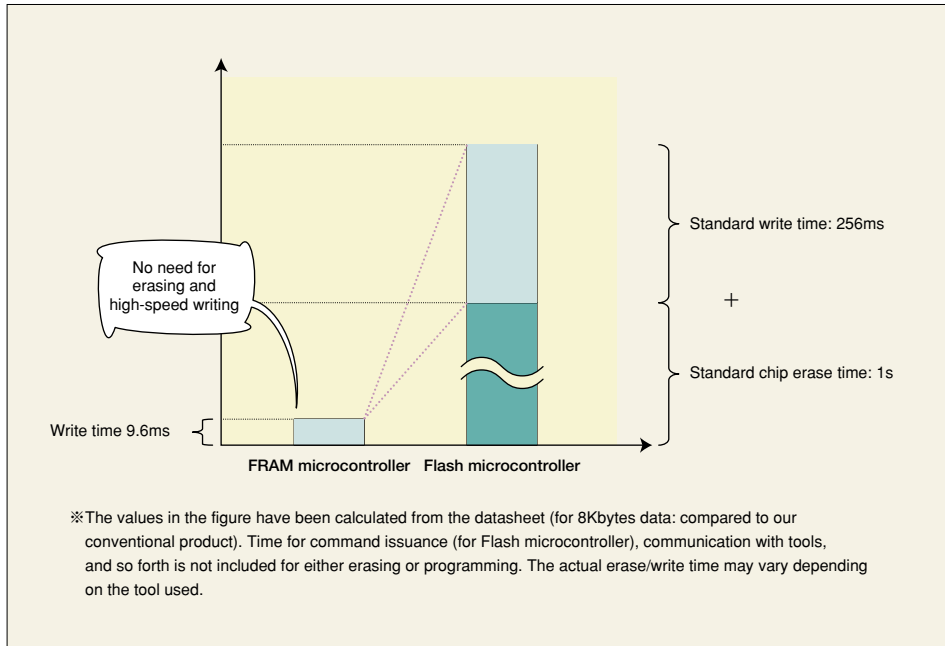 No need for
erasing and
high-speed writing
Standard write time: 256ms
+
Standard chip erase time: 1s
Write time 9.6ms
FRAM microcontroller Flash microcontroller
※The values in the figure have been calculated from the datasheet (for 8Kbytes data: compared to our
conventional product). Time for command issuance (for Flash microcontroller), communication with tools,
and so forth is not included for either erasing or programming. The actual erase/write time may vary depending
on the tool used.